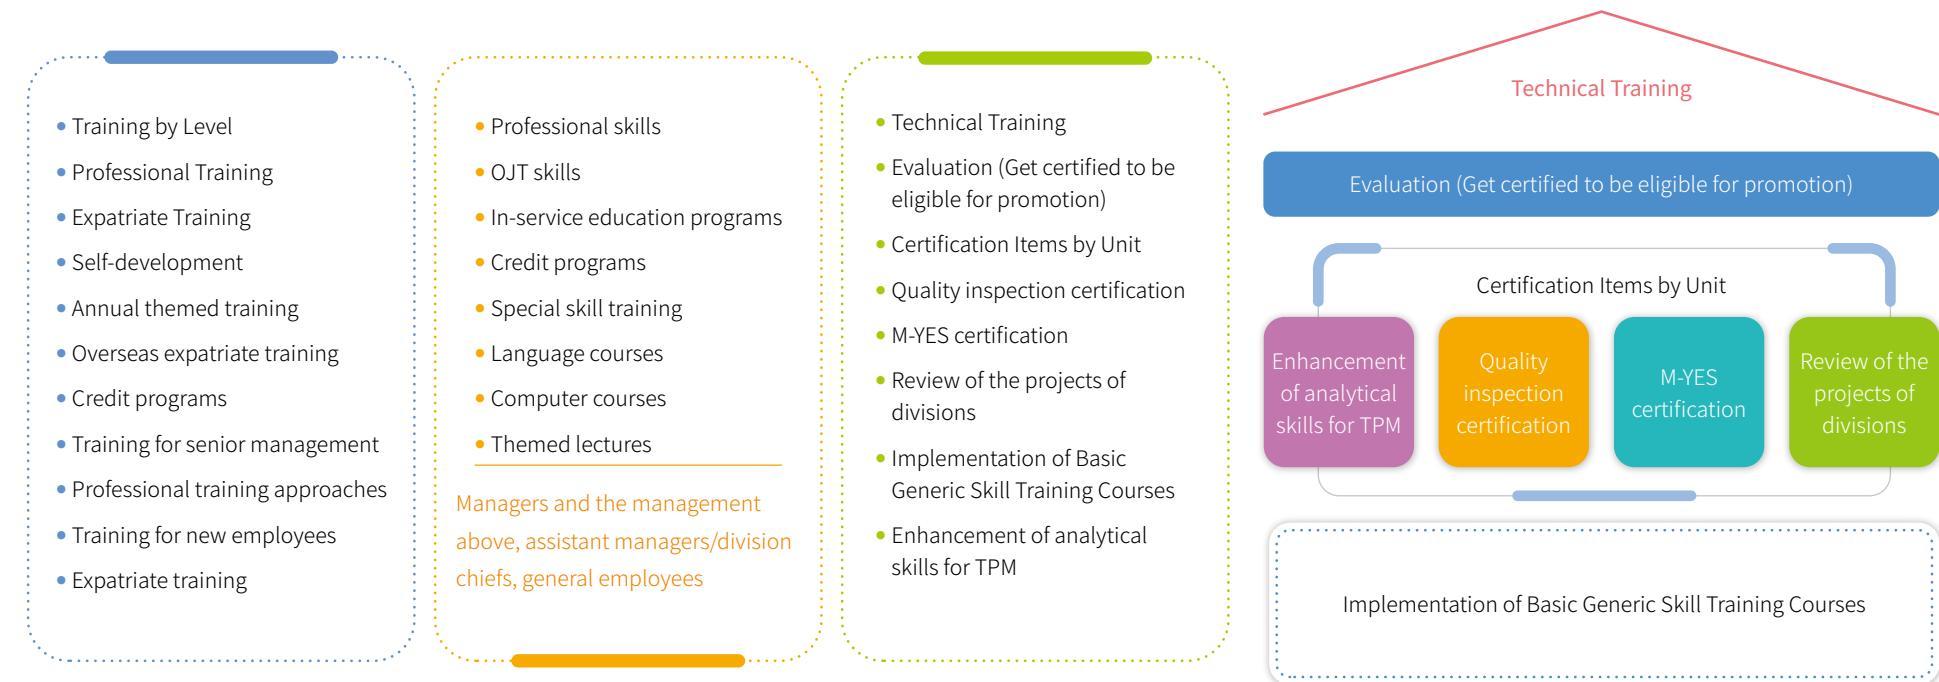 Training by Level
Professional Training
Expatriate Training
Self-development
Annual themed training
Overseas expatriate training
Credit programs
Training for senior management
Professional training approaches
Training for new employees
Expatriate training
Professional skills
OJT skills
In-service education programs
Credit programs
Special skill training
Language courses
Computer courses
Themed lectures
Managers and the management
above, assistant managers/division
chiefs, general employees
Technical Training
Evaluation (Get certified to be
eligible for promotion)
Certification Items by Unit
Quality inspection certification
M-YES certification
Review of the projects of
divisions
Implementation of Basic
Generic Skill Training Courses
Enhancement of analytical
skills for TPM
Technical Training
Evaluation (Get certified to be eligible for promotion)
Certification Items by Unit
Enhancement
of analytical
skills for TPM
Quality
inspection
certification
M-YES
certification
Review of the
projects of
divisions
Implementation of Basic Generic Skill Training Courses